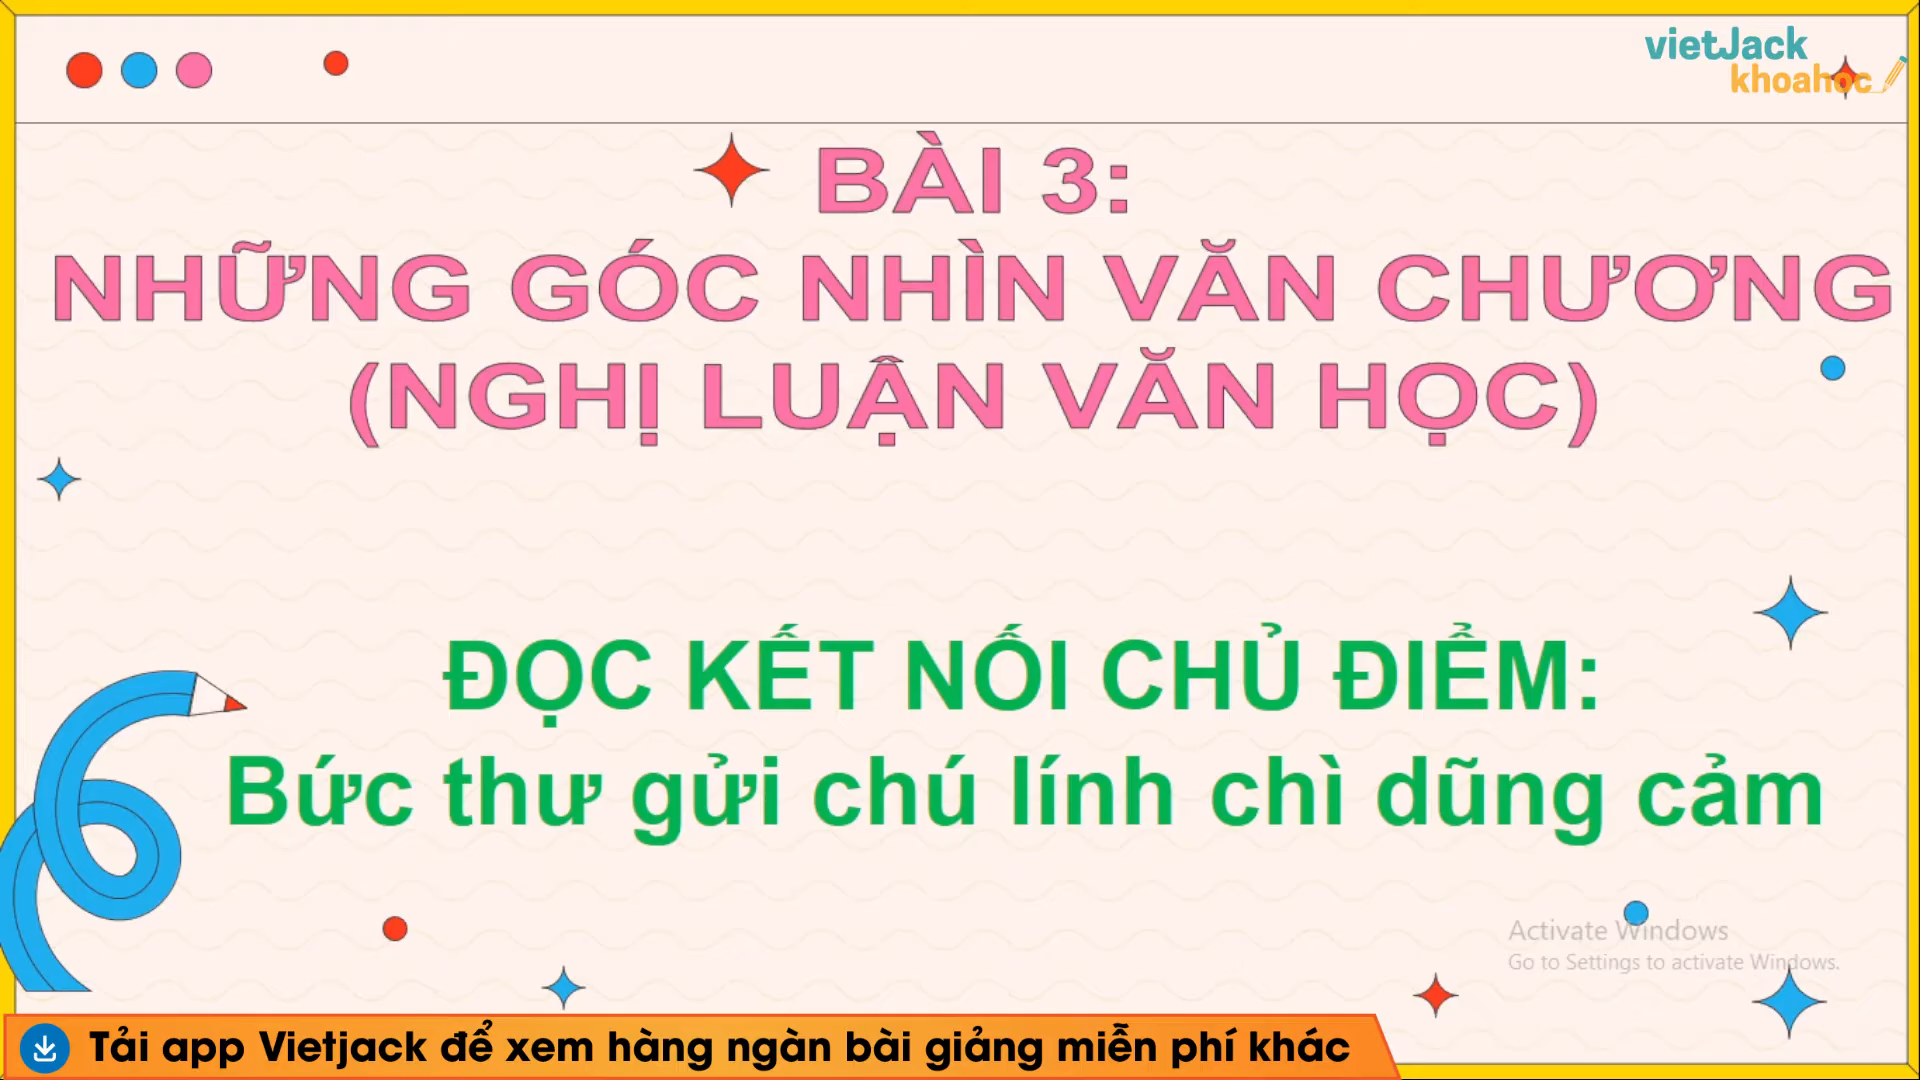 vietJack
khoahoc
BÀI 3:
NHỮNG GÓC NHÌN VĂN CHƯƠNG
(NGHỊ LUẬN VĂN HỌC)
ĐỌC KẾT NỐI CHỦ ĐIỂM:
Bức thư gửi chú lính chì dũng cảm
Activate Windows
Go to Settings to activate Windows.
Tải app Vietjack để xem hàng ngàn bài giảng miễn phí khác